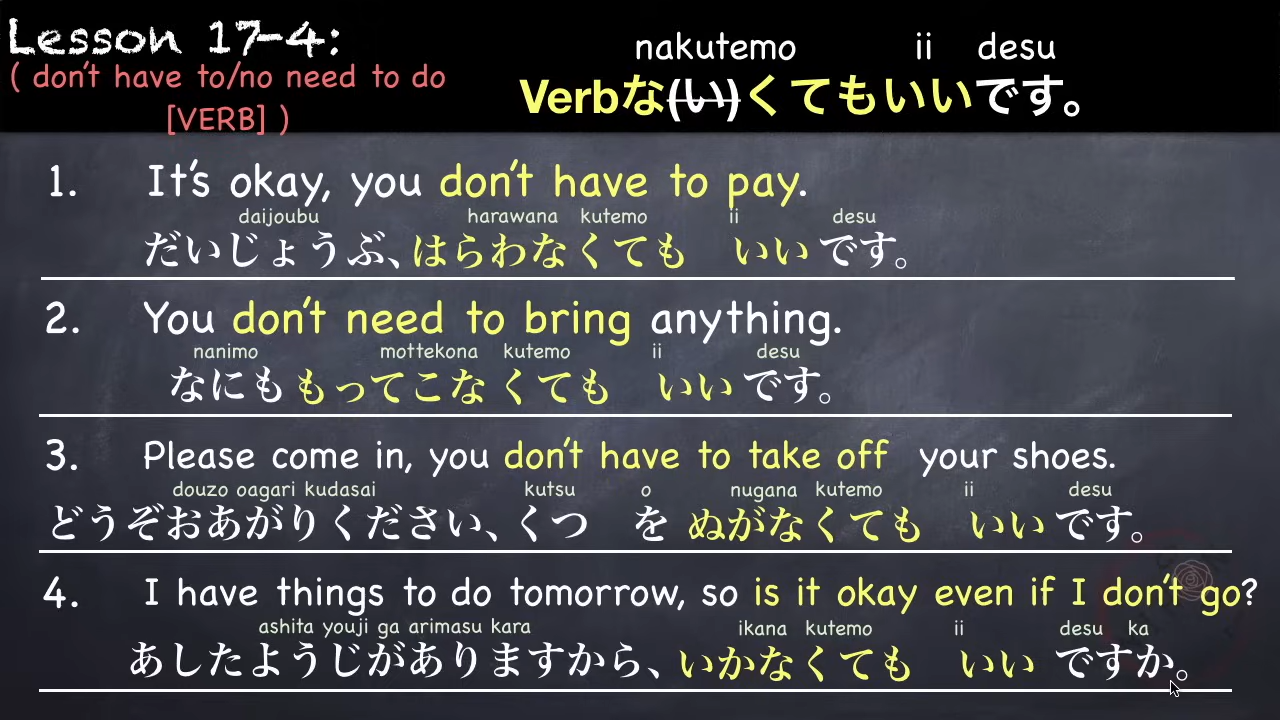 Lesson 17-4:
( don't have to/no need to do
[VERB] )
nakutemo ii desu
Verbな(い)くてもいいです。
1. It's okay, you don't have to pay.
daijoubu harawana kutemo ii desu
だいじょうぶ、はらわなくても いいです。
2. You don't need to bring anything.
nanimo mottekona kutemo ii desu
なにももってこなくても いいです。
3. Please come in, you don't have to take off your shoes.
douzo oagari kudasai kutsu o nugana kutemo ii desu
どうぞおあがりください、くつ を ぬがなくても いいです。
4. I have things to do tomorrow, so is it okay even if I don't go?
ashita youji ga arimasu kara ikana kutemo ii desu ka
あしたようじがありますから、いかなくても いい ですか。